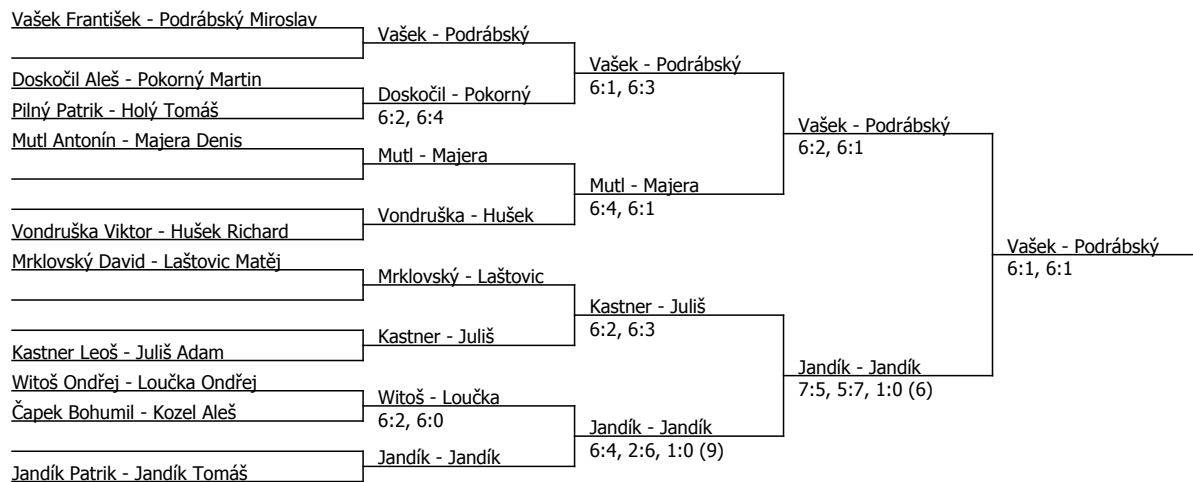 Vašek František - Podrábský Miroslav
Vašek - Podrábský
Vašek - Podrábský
6:1, 6:3
Doskočil Aleš - Pokorný Martin
Doskočil - Pokorný
6:2, 6:4
Pilný Patrik - Holý Tomáš
Vašek - Podrábský
6:2, 6:1
Mutl Antonín - Majera Denis
Mutl - Majera
Mutl - Majera
6:4, 6:1
Vondruška - Hušek
Vondruška Viktor - Hušek Richard
Vašek - Podrábský
6:1, 6:1
Mrklovský David - Laštovic Matěj
Mrklovský - Laštovic
Kastner - Juliš
6:2, 6:3
Kastner - Juliš
Kastner Leoš - Juliš Adam
Jandík - Jandík
7:5, 5:7, 1:0 (6)
Witoš Ondřej - Loučka Ondřej
Witoš - Loučka
6:2, 6:0
Čapek Bohumil - Kozel Aleš
Jandík - Jandík
6:4, 2:6, 1:0 (9)
Jandík - Jandík
Jandík Patrik - Jandík Tomáš